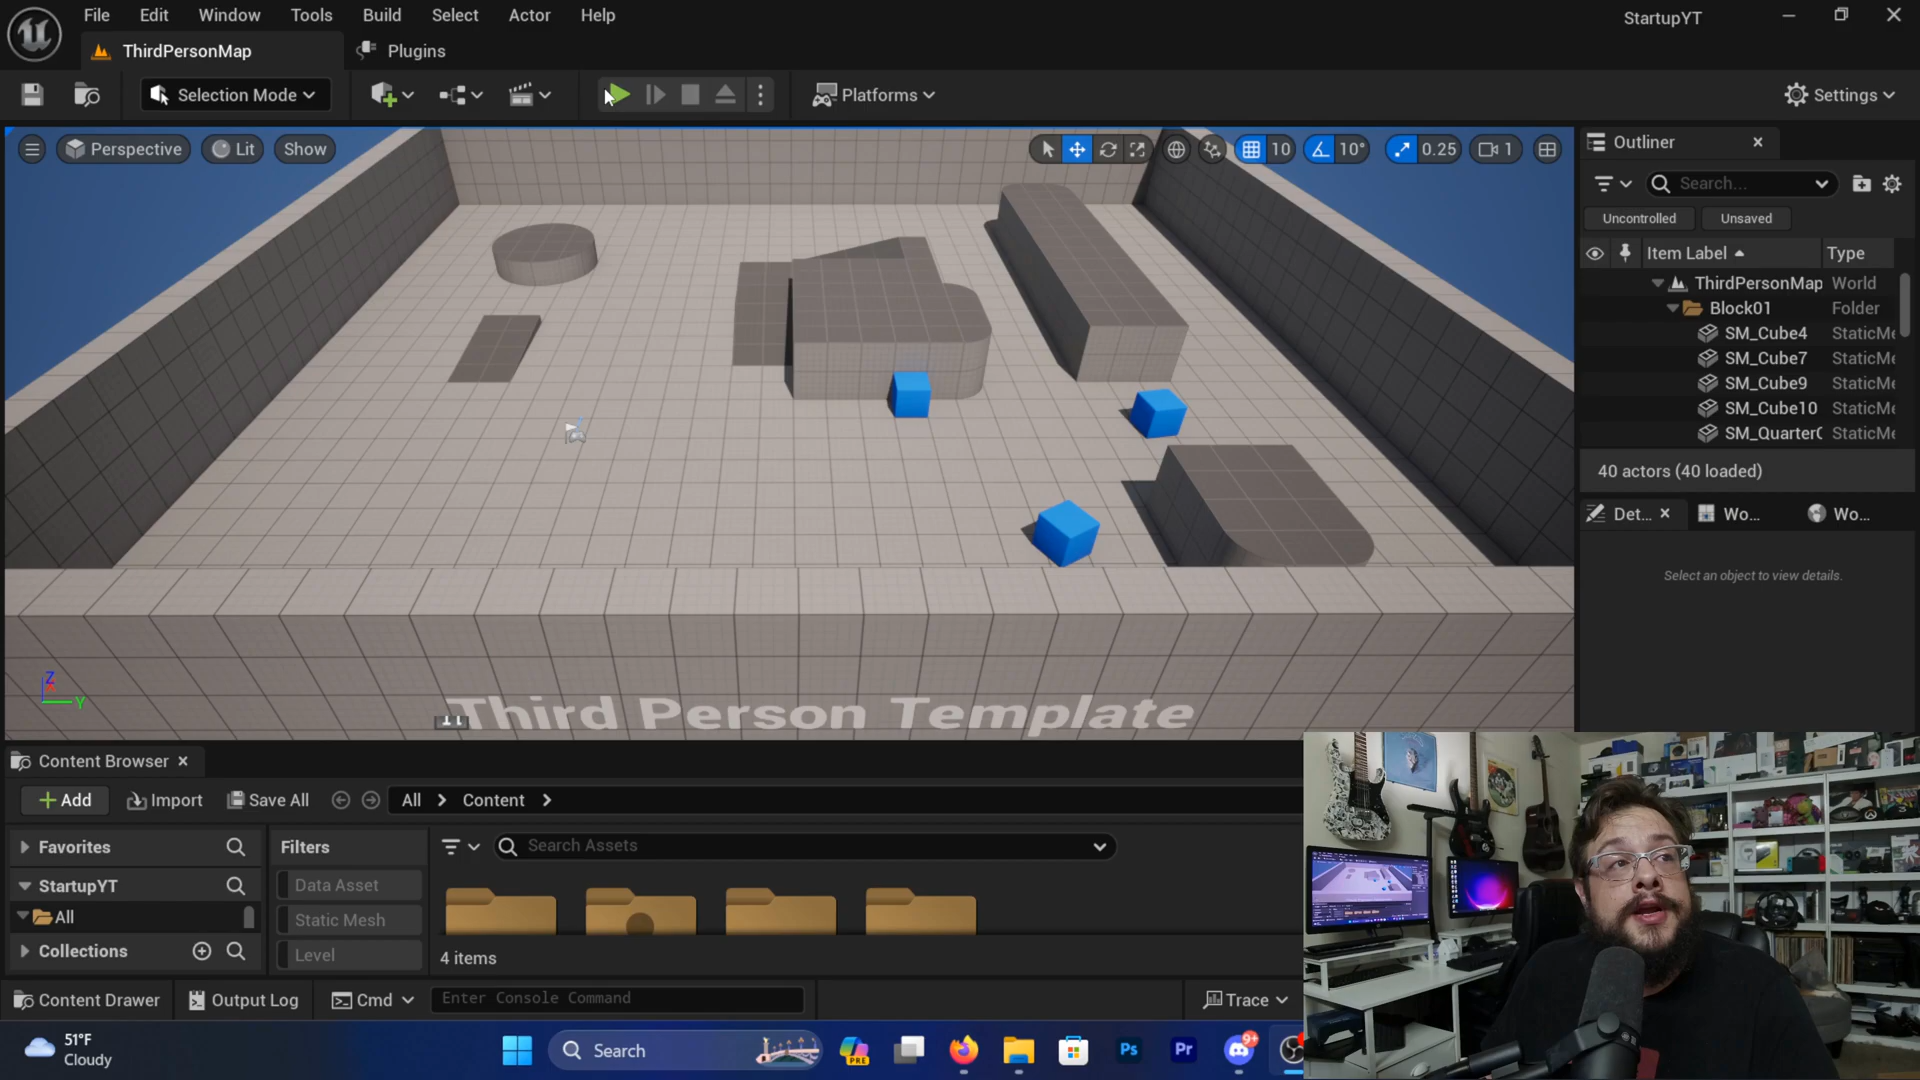 File Edit Window Tools Build Select Actor Help
StartupYT
ThirdPersonMap
Plugins
Selection Mode
Platforms
Settings
Perspective
Lit
Show
10
10°
0.25
1
Outliner
Search...
Uncontrolled
Unsaved
Item Label
Type
ThirdPersonMap World
Block01 Folder
SM_Cube4 StaticMe
SM_Cube7 StaticMe
SM_Cube9 StaticMe
SM_Cube10 StaticMe
SM_QuarterC StaticMe
40 actors (40 loaded)
Det...
Wo...
Wo...
Select an object to view details.
Z
Y
Third Person Template
Content Browser
Add
Import
Save All
All
Content
Favorites
StartupYT
All
Collections
Filters
Data Asset
Static Mesh
Level
Search Assets
4 items
Content Drawer
Output Log
Cmd
Enter Console Command
Trace
51°F
Cloudy
Search
PRE
Ps
Pr
9+